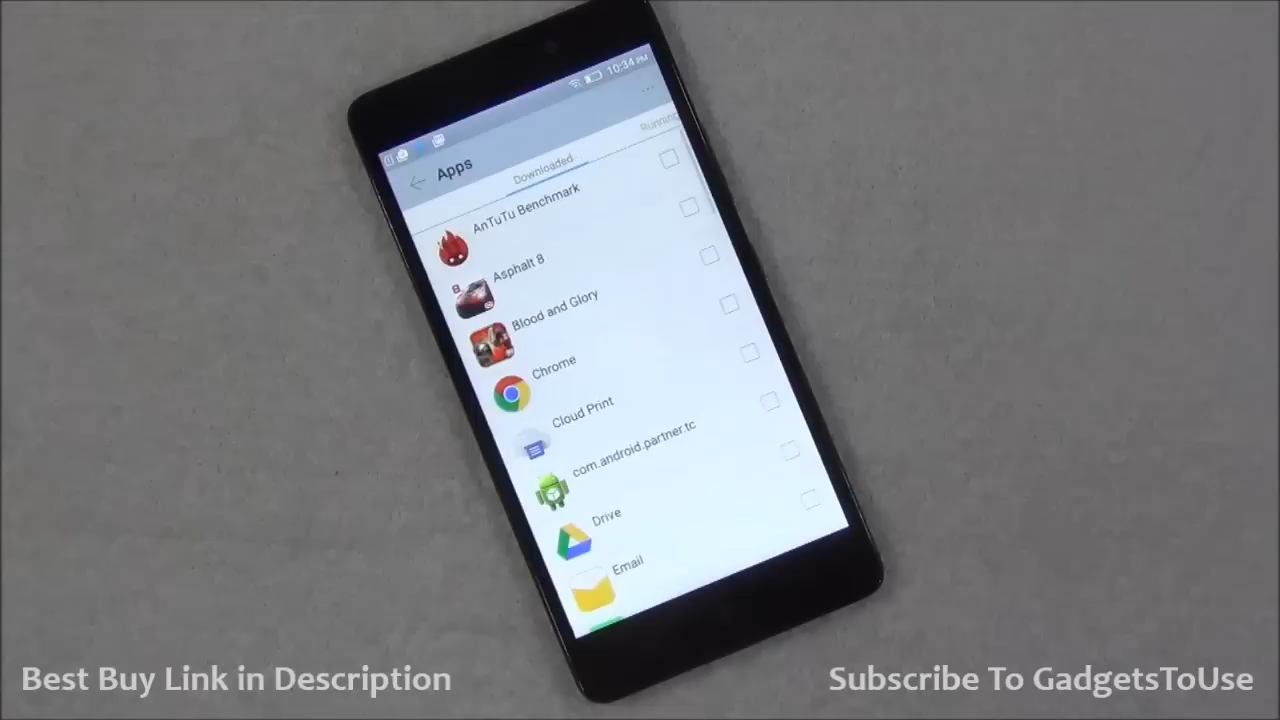 10:34 PM
Apps
Downloaded
Running
AnTuTu Benchmark
Asphalt 8
Blood and Glory
Chrome
Cloud Print
com.android.partner.tc
Drive
Email
Best Buy Link in Description
Subscribe To GadgetsToUse